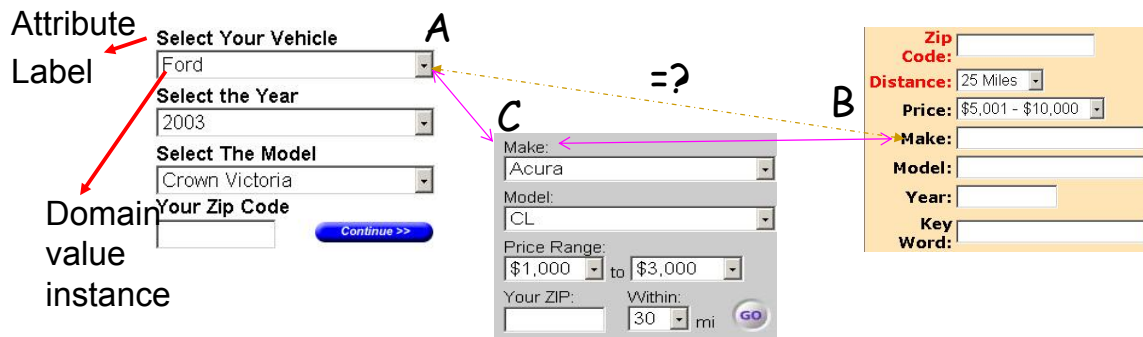 Attribute
Label
Select Your Vehicle
Ford
Select the Year
2003
Select The Model
Crown Victoria
Your Zip Code
Continue >>
Domain
value
instance
A
=?
C
Make:
Acura
Model:
CL
Price Range:
$1,000 to $3,000
Your ZIP: Within:
30 mi GO
B
Zip
Code:
Distance: 25 Miles
Price: $5,001 - $10,000
Make:
Model:
Year:
Key
Word: